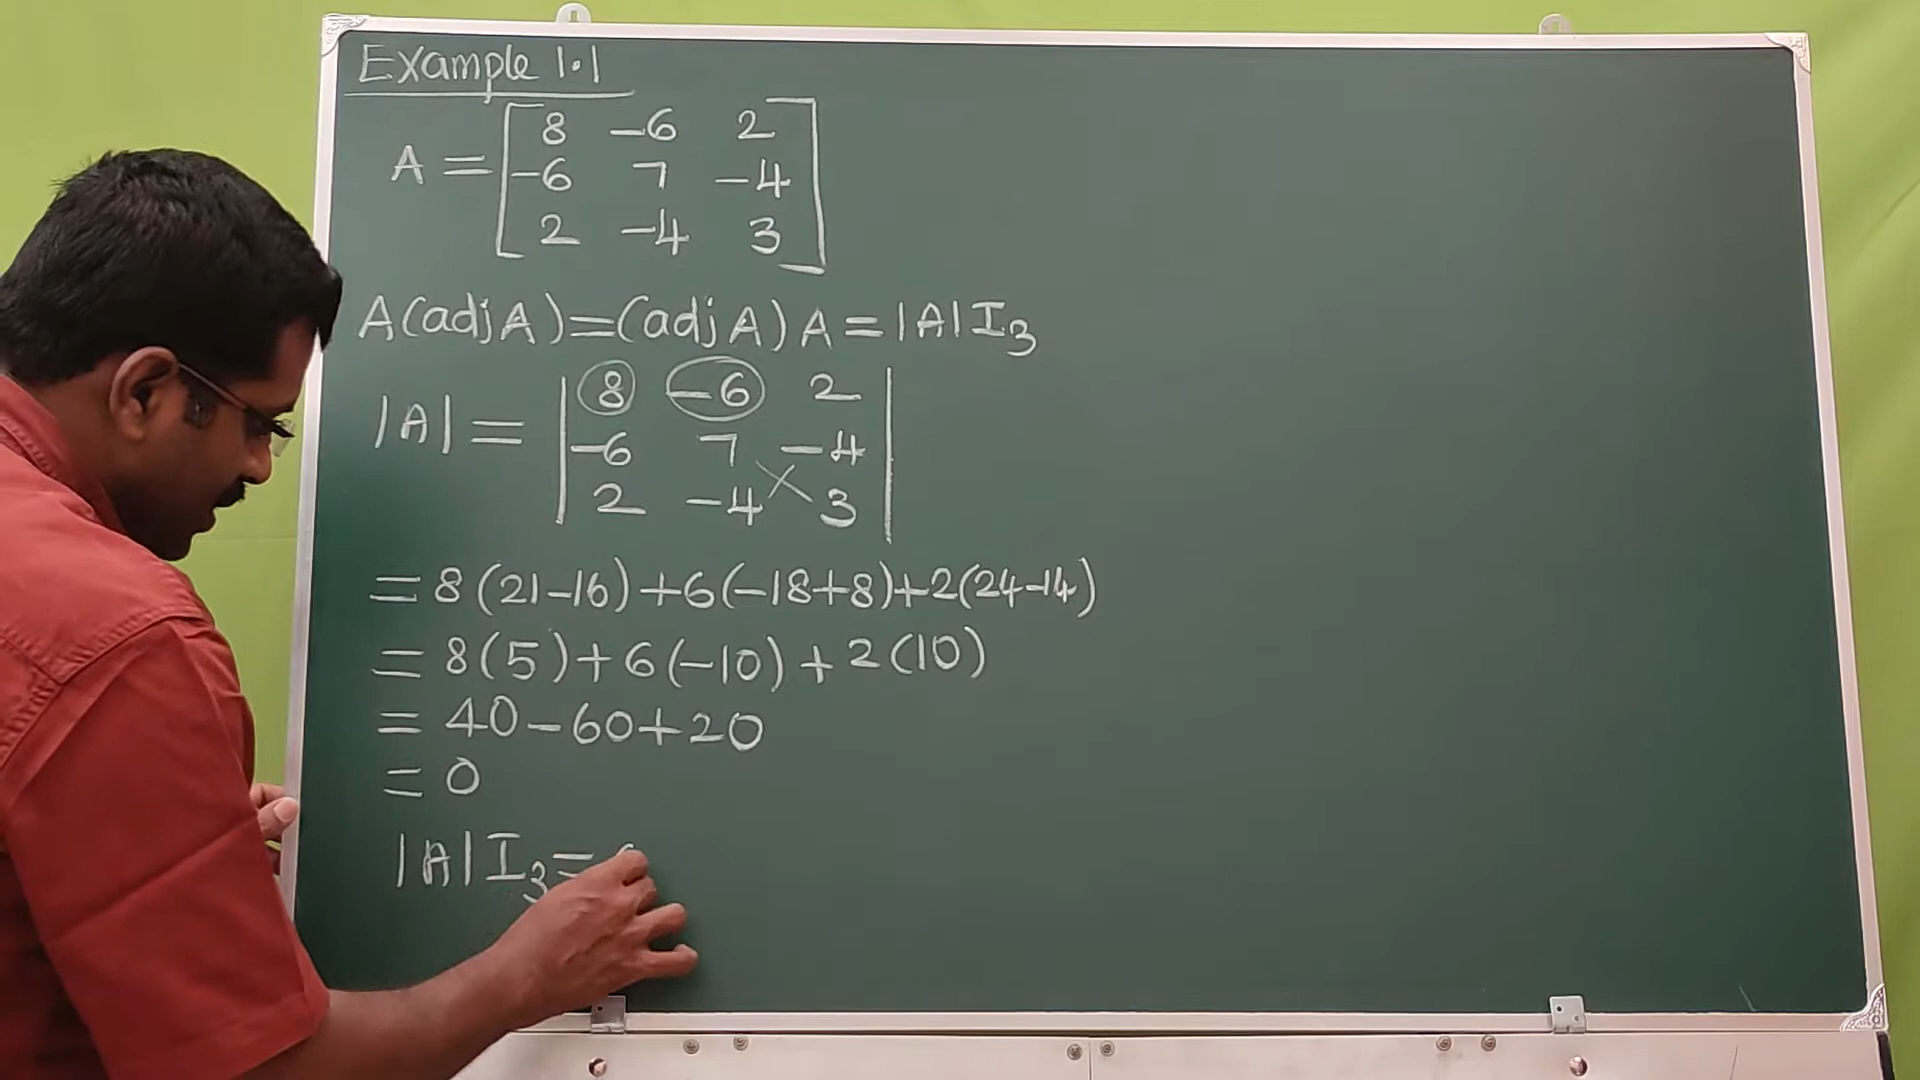 Example 1.1
A = [ 8 -6 2
-6 7 -4
2 -4 3 ]
A(adj A) = (adj A) A = |A| I₃
|A| = | 8 -6 2
-6 7 -4
2 -4 3 |
= 8(21-16)+6(-18+8)+2(24-14)
= 8(5)+6(-10)+2(10)
= 40-60+20
= 0
|A| I₃ =